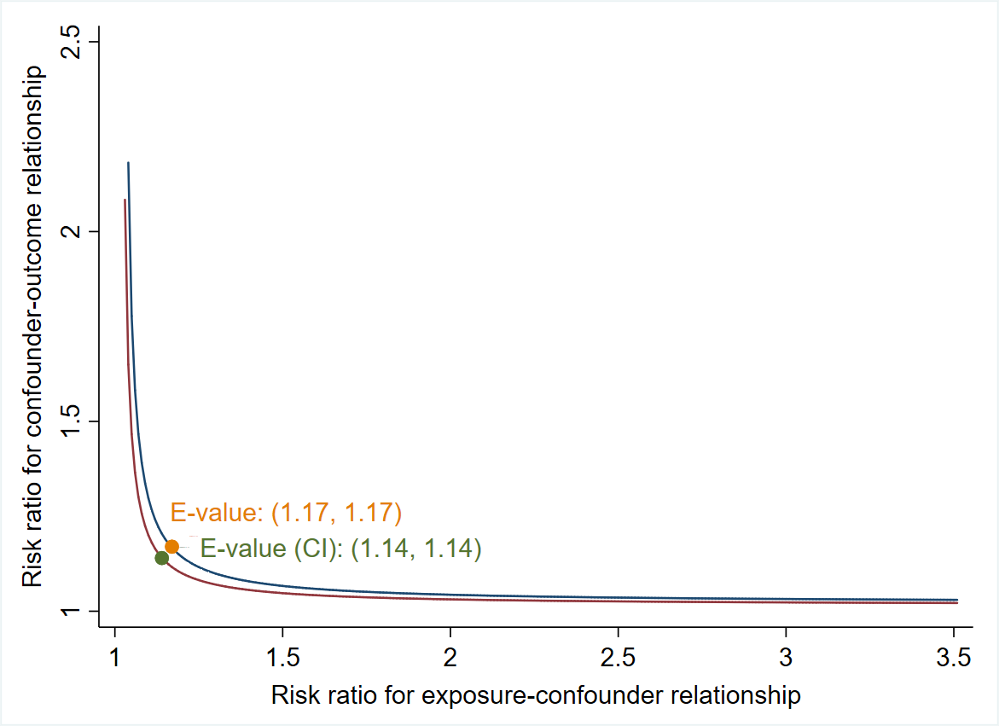 Risk ratio for confounder-outcome relationship
2.5
2
1.5
1
E-value: (1.17, 1.17)
E-value (CI): (1.14, 1.14)
1
1.5
2
2.5
3
3.5
Risk ratio for exposure-confounder relationship